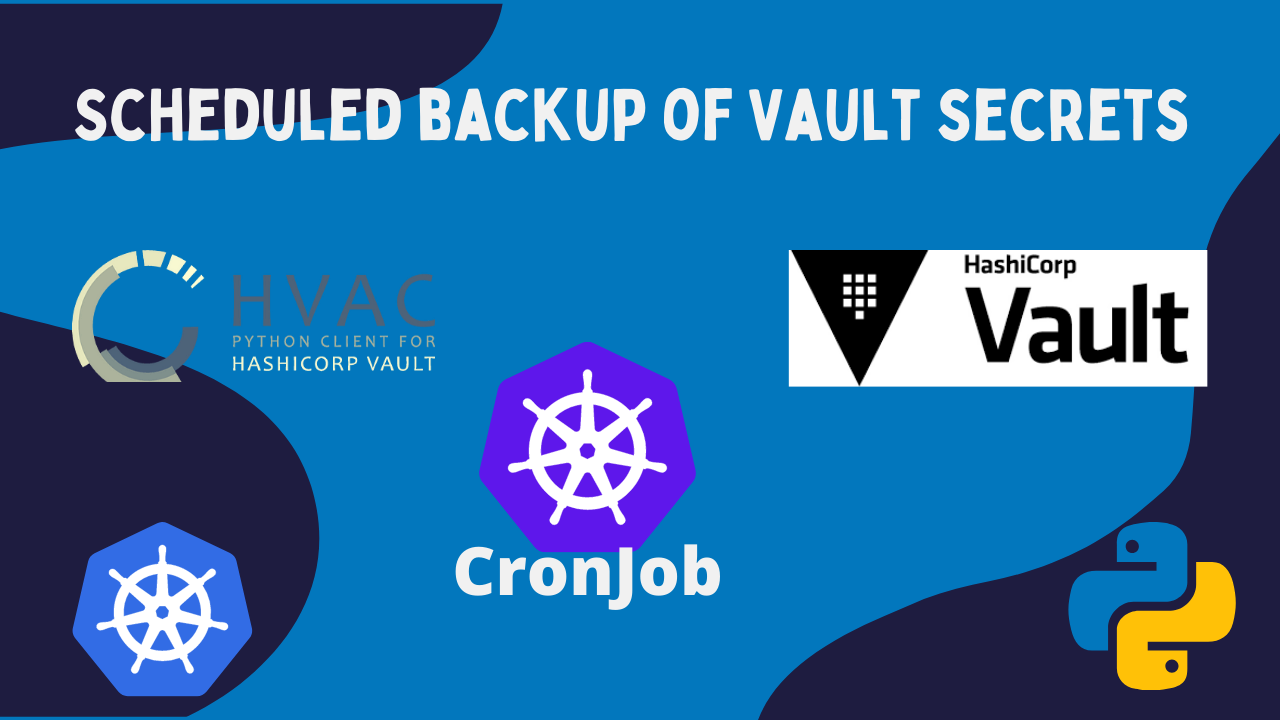 SCHEDULED BACKUP OF VAULT SECRETS
HVAC
PYTHON CLIENT FOR
HASHICORP VAULT
HashiCorp
Vault
CronJob